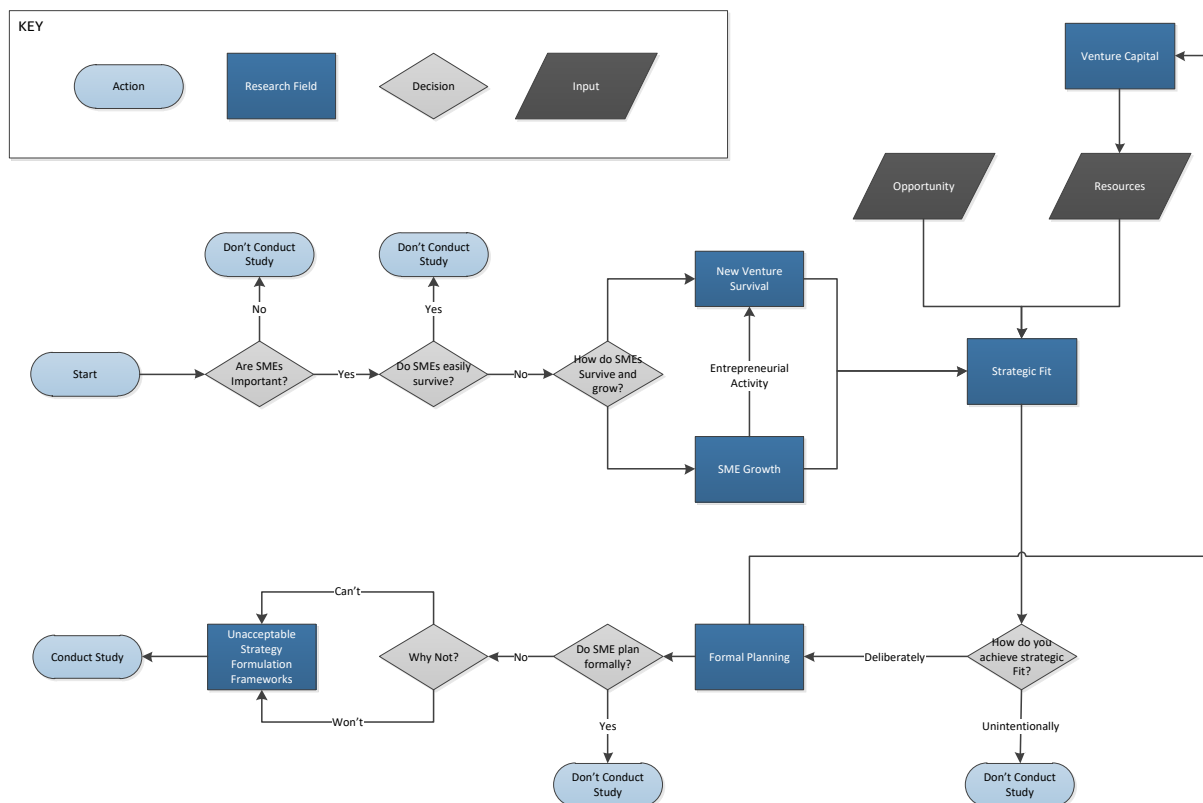 KEY
Action
Research Field
Decision
Input
Venture Capital
Opportunity
Resources
Don't Conduct
Study
Don't Conduct
Study
New Venture
Survival
No
Yes
Start
Are SMEs
Important?
Yes
Do SMEs easily
survive?
No
How do SMEs
Survive and
grow?
Entrepreneurial
Activity
Strategic Fit
SME Growth
Can't
Conduct Study
Unacceptable
Strategy
Formulation
Frameworks
Why Not?
No
Do SME plan
formally?
Formal Planning
Deliberately
How do you
achieve strategic
Fit?
Won't
Yes
Unintentionally
Don't Conduct
Study
Don't Conduct
Study